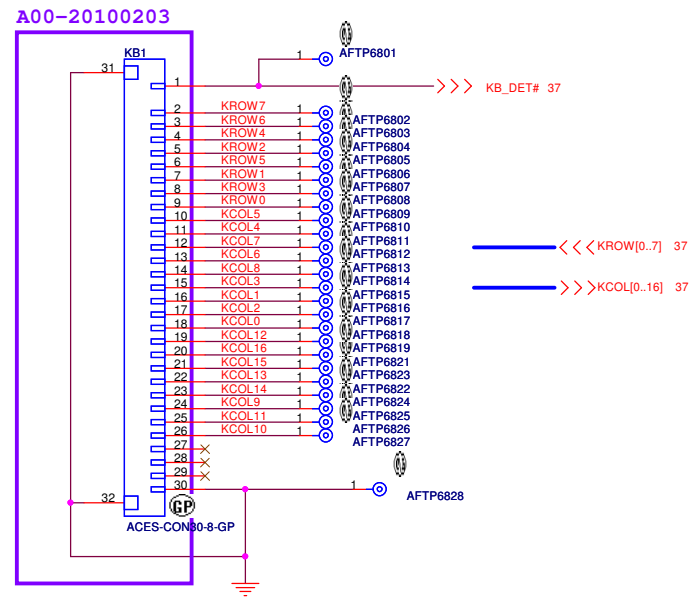 A00-20100203
KB1
31
1
1
AFTP6801
KB_DET# 37
2 KROW7 1 AFTP6802
3 KROW6 1 AFTP6803
4 KROW4 1 AFTP6804
5 KROW2 1 AFTP6805
6 KROW5 1 AFTP6806
7 KROW1 1 AFTP6807
8 KROW3 1 AFTP6808
9 KROW0 1 AFTP6809
10 KCOL5 1 AFTP6810
11 KCOL4 1 AFTP6811
12 KCOL7 1 AFTP6812
13 KCOL6 1 AFTP6813
14 KCOL8 1 AFTP6814
15 KCOL3 1 AFTP6815
16 KCOL1 1 AFTP6816
17 KCOL2 1 AFTP6817
18 KCOL0 1 AFTP6818
19 KCOL12 1 AFTP6819
20 KCOL16 1 AFTP6821
21 KCOL15 1 AFTP6823
22 KCOL13 1 AFTP6822
23 KCOL14 1 AFTP6824
24 KCOL9 1 AFTP6825
25 KCOL11 1 AFTP6826
26 KCOL10 1 AFTP6827
27
28
29
30 1 AFTP6828
32
GP
ACES-CON30-8-GP
KROW[0..7] 37
KCOL[0..16] 37